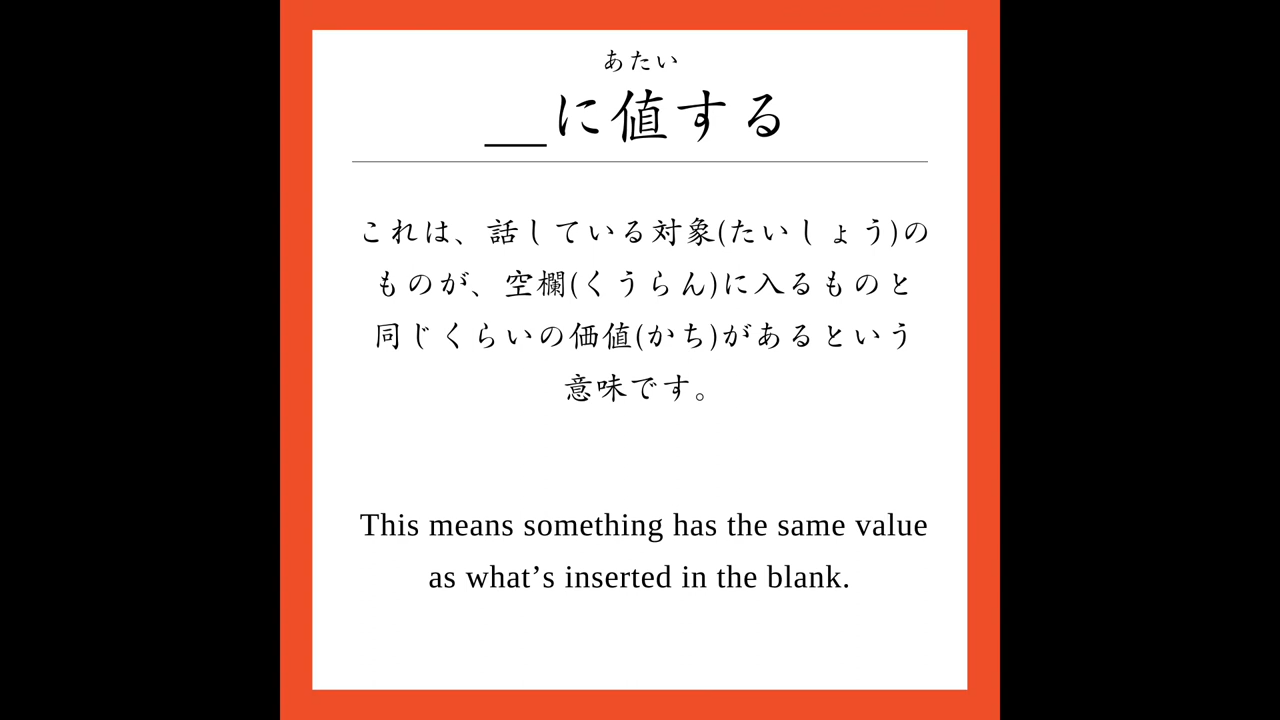 あたい
__に値する
これは、話している対象(たいしょう)の
ものが、空欄(くうらん)に入るものと
同じくらいの価値(かち)があるという
意味です。
This means something has the same value
as what’s inserted in the blank.